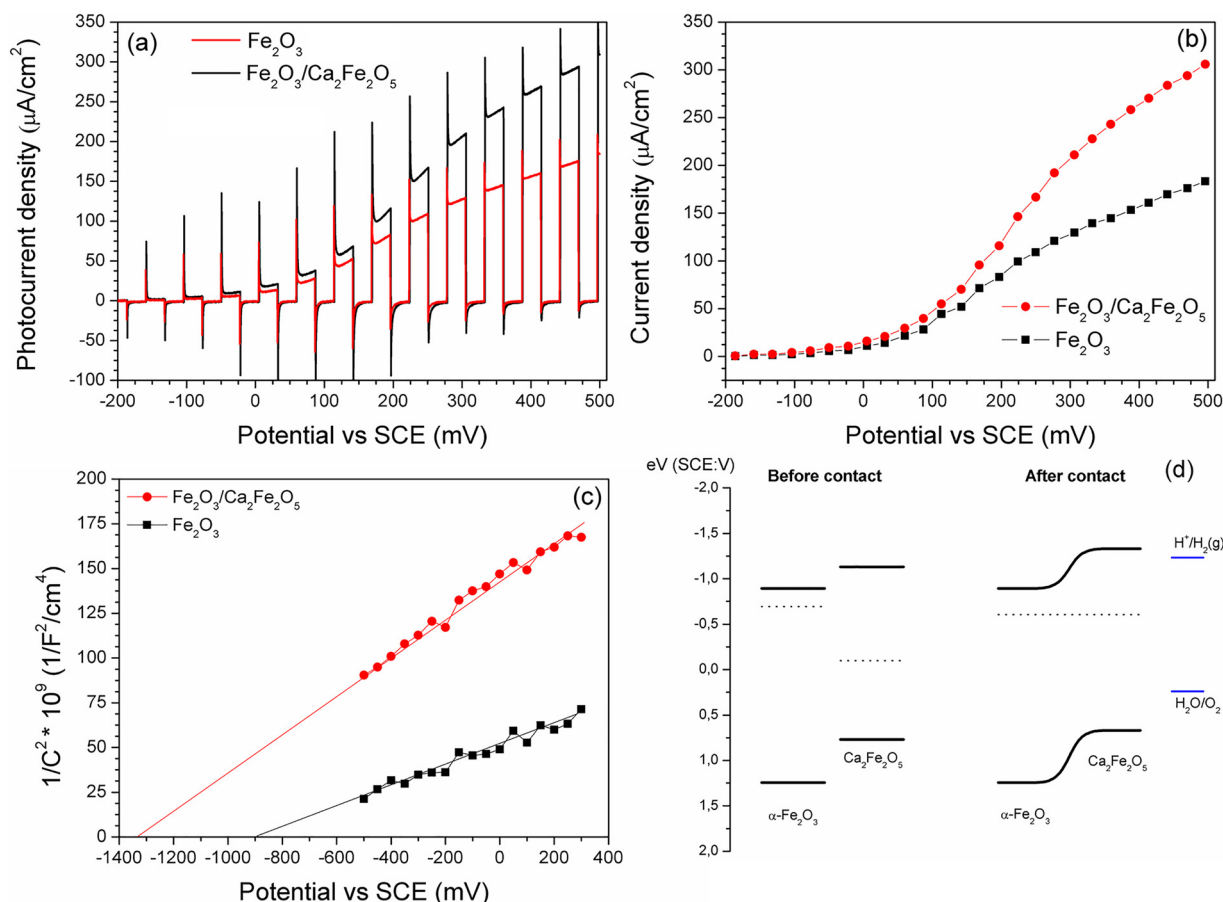 (a)
Fe₂O₃
Fe₂O₃/Ca₂Fe₂O₅
Photocurrent density (μA/cm²)
350
300
250
200
150
100
50
0
-50
-100
-200 -100 0 100 200 300 400 500
Potential vs SCE (mV)
(b)
Current density (μA/cm²)
350
300
250
200
150
100
50
0
Fe₂O₃/Ca₂Fe₂O₅
Fe₂O₃
-200 -100 0 100 200 300 400 500
Potential vs SCE (mV)
(c)
Fe₂O₃/Ca₂Fe₂O₅
Fe₂O₃
1/C² * 10⁹ (1/F²/cm⁴)
200
175
150
125
100
75
50
25
0
-1400 -1200 -1000 -800 -600 -400 -200 0 200 400
Potential vs SCE (mV)
eV (SCE:V)
Before contact After contact (d)
-2,0
-1,5
-1,0
-0,5
0,0
0,5
1,0
1,5
2,0
H⁺/H₂(g)
H₂O/O₂
Ca₂Fe₂O₅ Ca₂Fe₂O₅
α-Fe₂O₃ α-Fe₂O₃